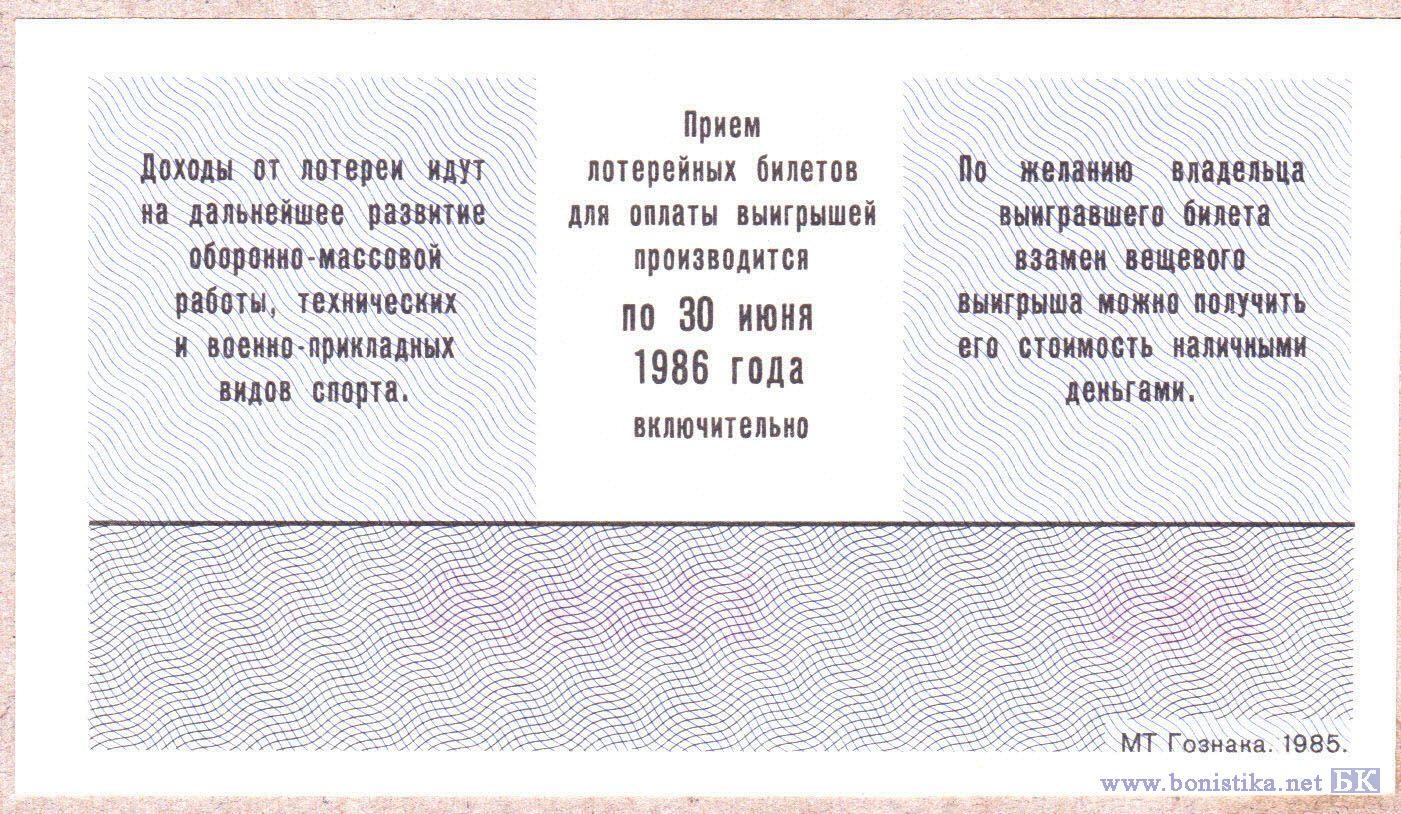 Доходы от лотереи идут
на дальнейшее развитие
оборонно-массовой
работы, технических
и военно-прикладных
видов спорта.
Прием
лотерейных билетов
для оплаты выигрышей
производится
по 30 июня
1986 года
включительно
По желанию владельца
выигравшего билета
взамен вещевого
выигрыша можно получить
его стоимость наличными
деньгами.
МТ Гознака. 1985.
www.bonistika.net БК